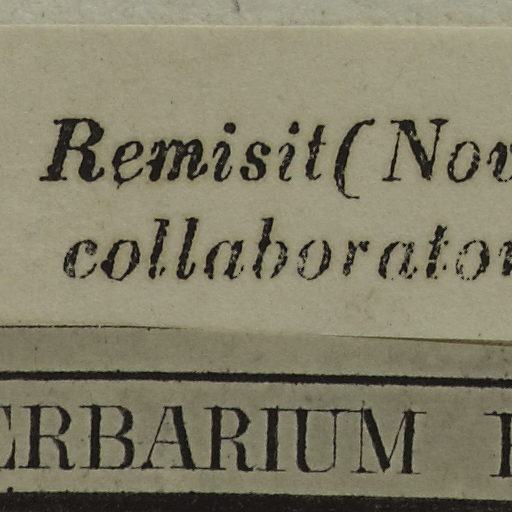 Remisit ( Nov
collaborator
ERBARIUM